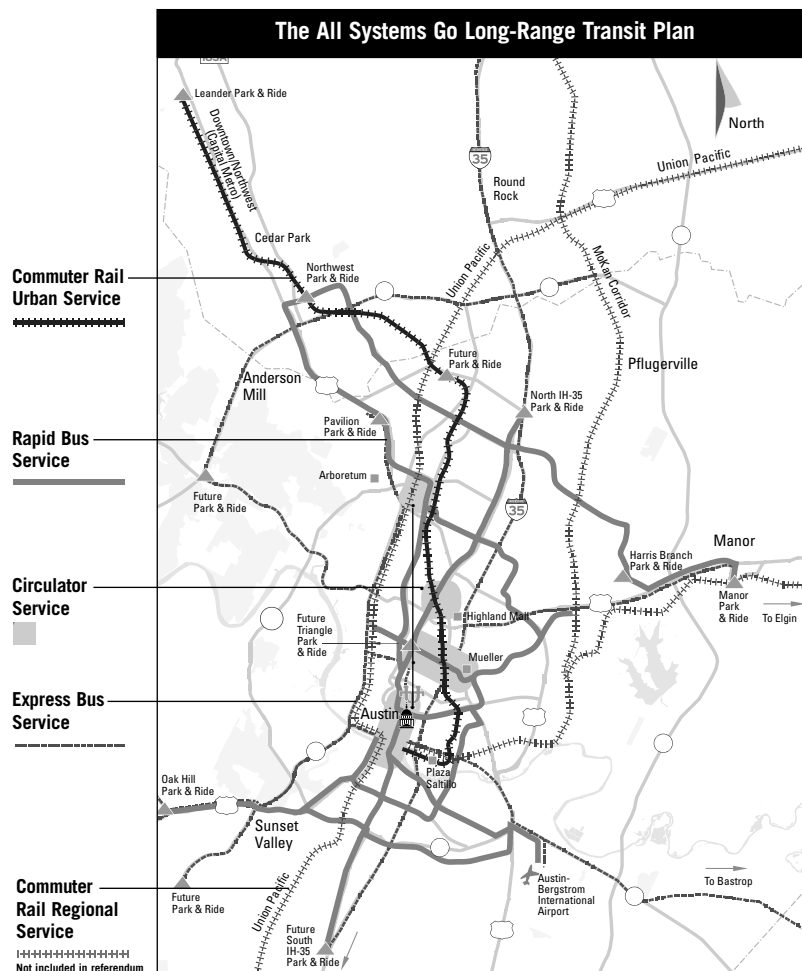 The All Systems Go Long-Range Transit Plan
183A
Leander Park & Ride
North
Downtown/Northwest
(Capital Metro)
35
Union Pacific
Round
Rock
Cedar Park
Northwest
Park & Ride
Union Pacific
MoKan Corridor
Commuter Rail
Urban Service
Future
Park & Ride
Pflugerville
Anderson
Mill
North IH-35
Park & Ride
Pavilion
Park & Ride
Rapid Bus
Service
Arboretum
Future
Park & Ride
35
Manor
Harris Branch
Park & Ride
Circulator
Service
Manor
Park
& Ride
To Elgin
Highland Mall
Future
Triangle
Park
& Ride
Mueller
Express Bus
Service
Austin
Plaza
Saltillo
Oak Hill
Park & Ride
Sunset
Valley
Austin-
Bergstrom
International
Airport
To Bastrop
Commuter
Rail Regional
Service
Not included in referendum
Future
Park & Ride
Union Pacific
Future
South
IH-35
Park & Ride